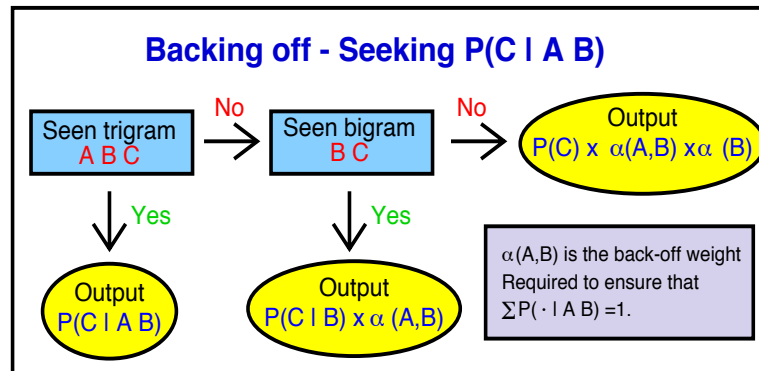 Backing off - Seeking P(C | A B)
Seen trigram
A B C
No
Seen bigram
B C
No
Output
P(C) x α(A,B) x α (B)
Yes
Yes
Output
P(C | A B)
Output
P(C | B) x α (A,B)
α(A,B) is the back-off weight
Required to ensure that
∑P( · | A B) =1.